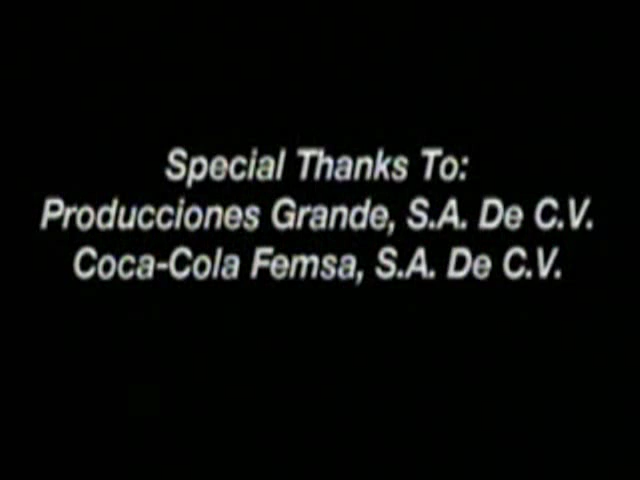 Special Thanks To:
Producciones Grande, S.A. De C.V.
Coca-Cola Femsa, S.A. De C.V.